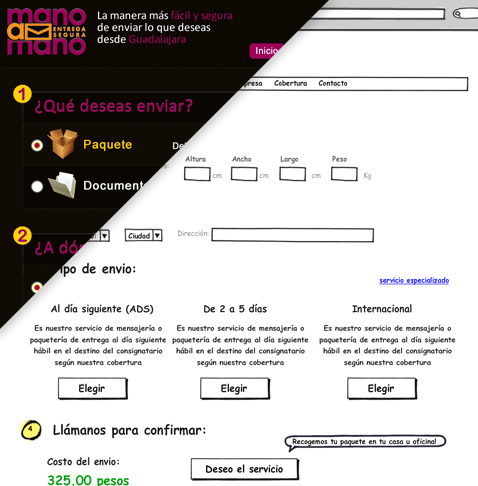 mano
a
ENTREGA
SEGURA
mano
La manera más fácil y segura
de enviar lo que deseas
desde Guadalajara
Inicio
Cobertura Contacto
1
¿Qué deseas enviar?
Paquete
Altura Ancho Largo Peso
cm cm cm Kg
Document
2
Ciudad Dirección:
¿A dó
ipo de envio:
servicio especializado
Al día siguiente (ADS) De 2 a 5 días Internacional
Es nuestro servicio de mensajería o Es nuestro servicio de mensajería o Es nuestro servicio de mensajería o
paquetería de entrega al día siguiente paquetería de entrega al día siguiente paquetería de entrega al día siguiente
hábil en el destino del consignatario hábil en el destino del consignatario hábil en el destino del consignatario
según nuestra cobertura según nuestra cobertura según nuestra cobertura
Elegir Elegir Elegir
4 Llámanos para confirmar:
Recogemos tu paquete en tu casa u oficina!
Costo del envio:
Deseo el servicio
325.00 pesos